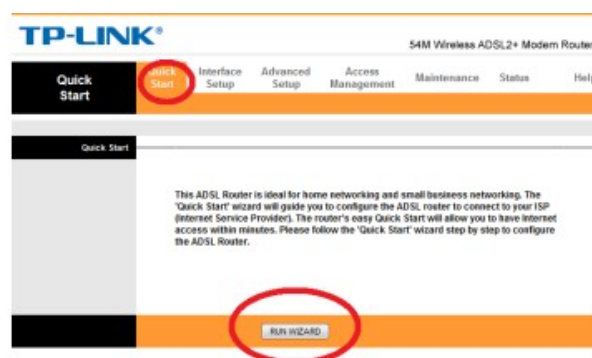 TP-LINK®
54M Wireless ADSL2+ Modem Router
Quick
Start
Quick
Start
Interface
Setup
Advanced
Setup
Access
Management
Maintenance
Status
Help
Quick Start
This ADSL Router is ideal for home networking and small business networking. The
'Quick Start' wizard will guide you to configure the ADSL router to connect to your ISP
(Internet Service Provider). The router's easy Quick Start will allow you to have Internet
access within minutes. Please follow the 'Quick Start' wizard step by step to configure
the ADSL Router.
RUN WIZARD